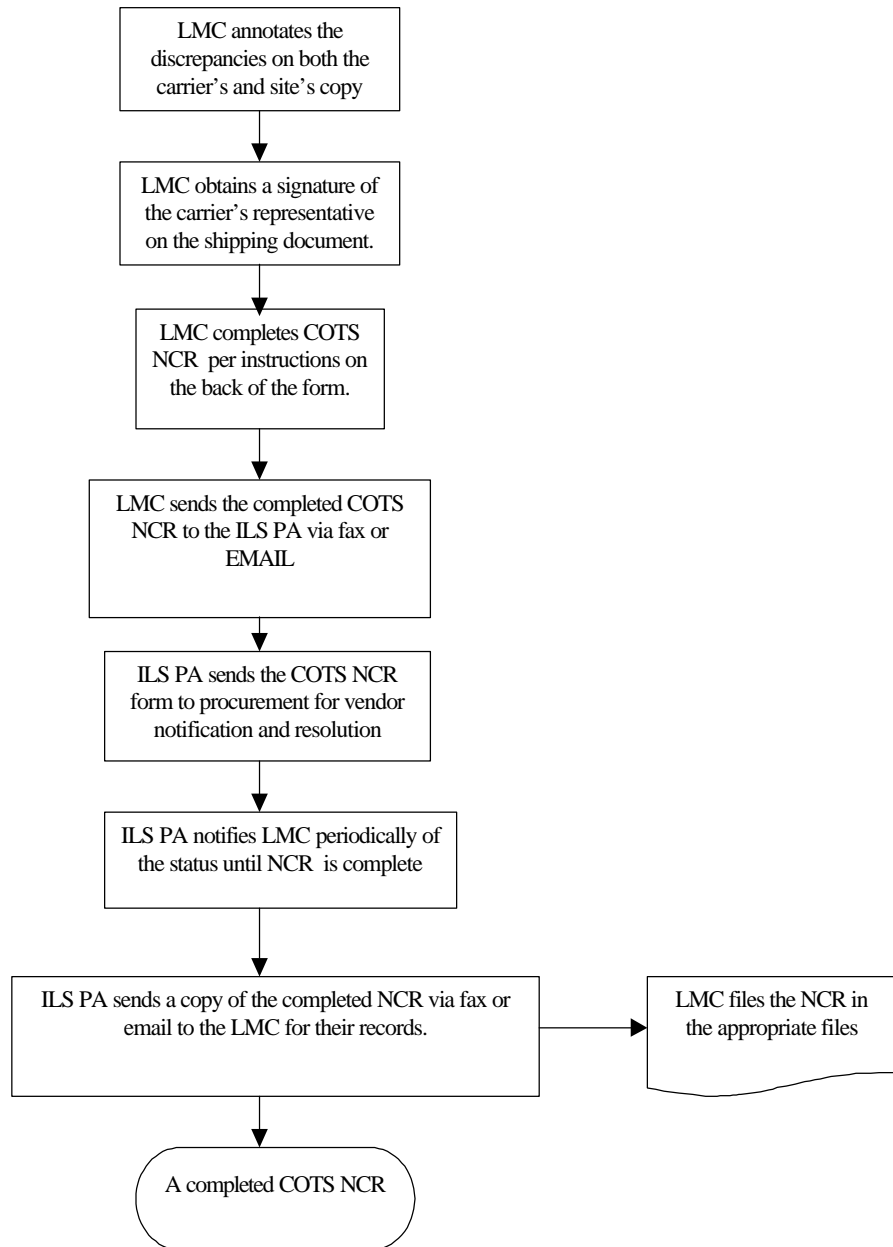 LMC annotates the
discrepancies on both the
carrier's and site's copy
LMC obtains a signature of
the carrier's representative
on the shipping document.
LMC completes COTS
NCR per instructions on
the back of the form.
LMC sends the completed COTS
NCR to the ILS PA via fax or
EMAIL
ILS PA sends the COTS NCR
form to procurement for vendor
notification and resolution
ILS PA notifies LMC periodically of
the status until NCR is complete
ILS PA sends a copy of the completed NCR via fax or
email to the LMC for their records.
LMC files the NCR in
the appropriate files
A completed COTS NCR